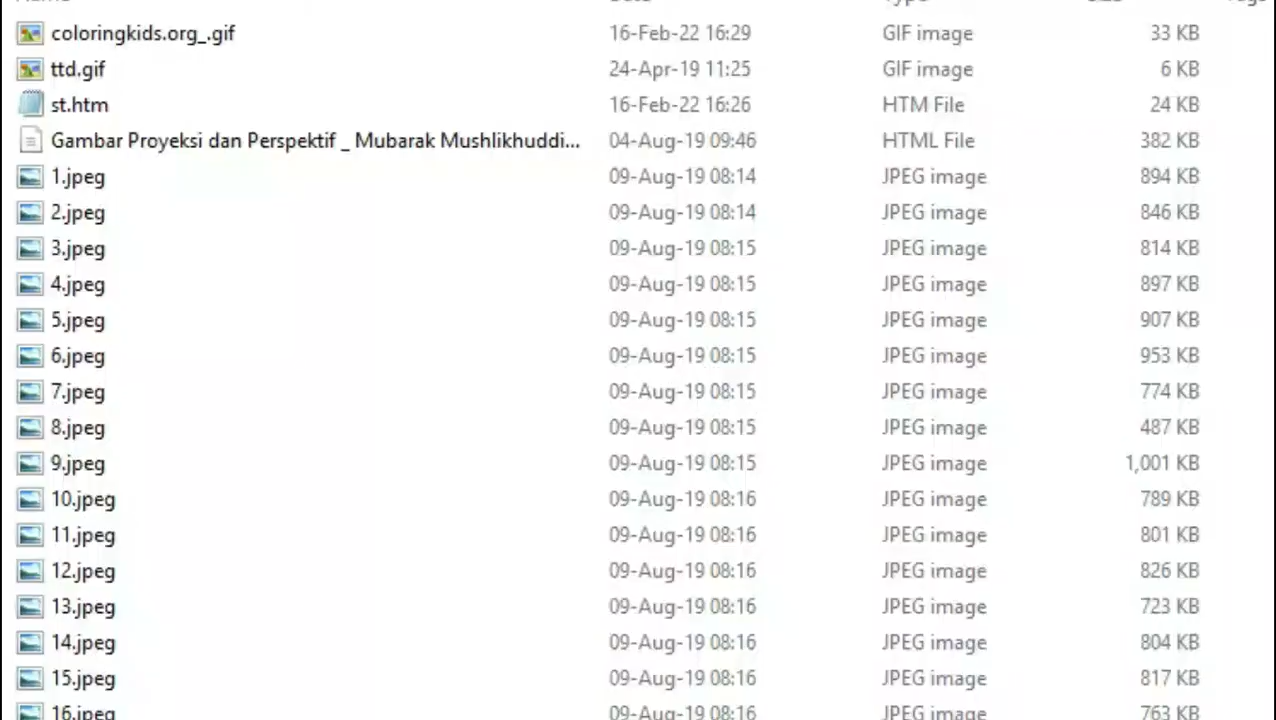 Name Date Type Size Tags
coloringkids.org_.gif 16-Feb-22 16:29 GIF image 33 KB
ttd.gif 24-Apr-19 11:25 GIF image 6 KB
st.htm 16-Feb-22 16:26 HTM File 24 KB
Gambar Proyeksi dan Perspektif _ Mubarak Mushlikhuddi... 04-Aug-19 09:46 HTML File 382 KB
1.jpeg 09-Aug-19 08:14 JPEG image 894 KB
2.jpeg 09-Aug-19 08:14 JPEG image 846 KB
3.jpeg 09-Aug-19 08:15 JPEG image 814 KB
4.jpeg 09-Aug-19 08:15 JPEG image 897 KB
5.jpeg 09-Aug-19 08:15 JPEG image 907 KB
6.jpeg 09-Aug-19 08:15 JPEG image 953 KB
7.jpeg 09-Aug-19 08:15 JPEG image 774 KB
8.jpeg 09-Aug-19 08:15 JPEG image 487 KB
9.jpeg 09-Aug-19 08:15 JPEG image 1,001 KB
10.jpeg 09-Aug-19 08:16 JPEG image 789 KB
11.jpeg 09-Aug-19 08:16 JPEG image 801 KB
12.jpeg 09-Aug-19 08:16 JPEG image 826 KB
13.jpeg 09-Aug-19 08:16 JPEG image 723 KB
14.jpeg 09-Aug-19 08:16 JPEG image 804 KB
15.jpeg 09-Aug-19 08:16 JPEG image 817 KB
16.jpeg 09-Aug-19 08:16 JPEG image 763 KB